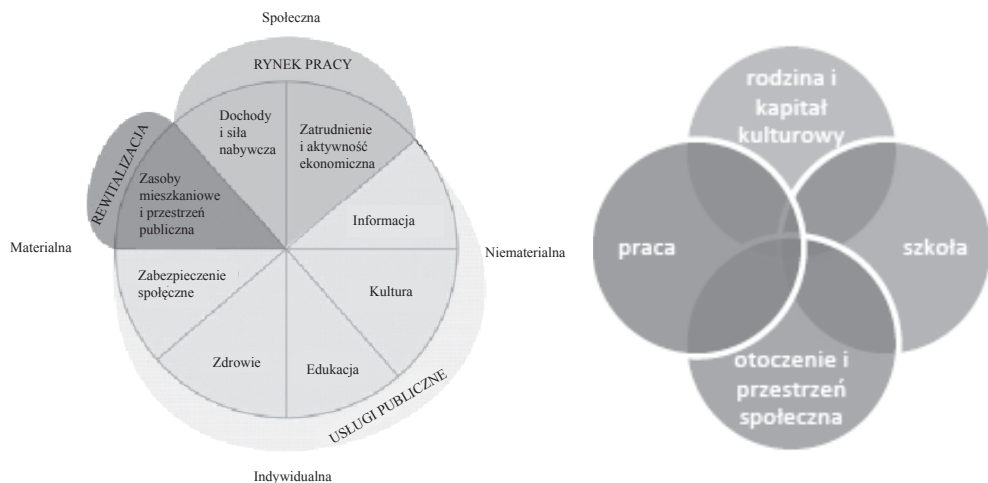 Społeczna
RYNEK PRACY
Dochody
i siła
nabywcza
Zatrudnienie
i aktywność
ekonomiczna
REWITALIZACJA
Zasoby
mieszkaniowe
i przestrzeń
publiczna
Informacja
Materialna
Niematerialna
Zabezpieczenie
społęczne
Kultura
Zdrowie
Edukacja
USŁUGI PUBLICZNE
Indywidualna
rodzina i
kapitał
kulturowy
praca
szkoła
otoczenie i
przestrzeń
społeczna